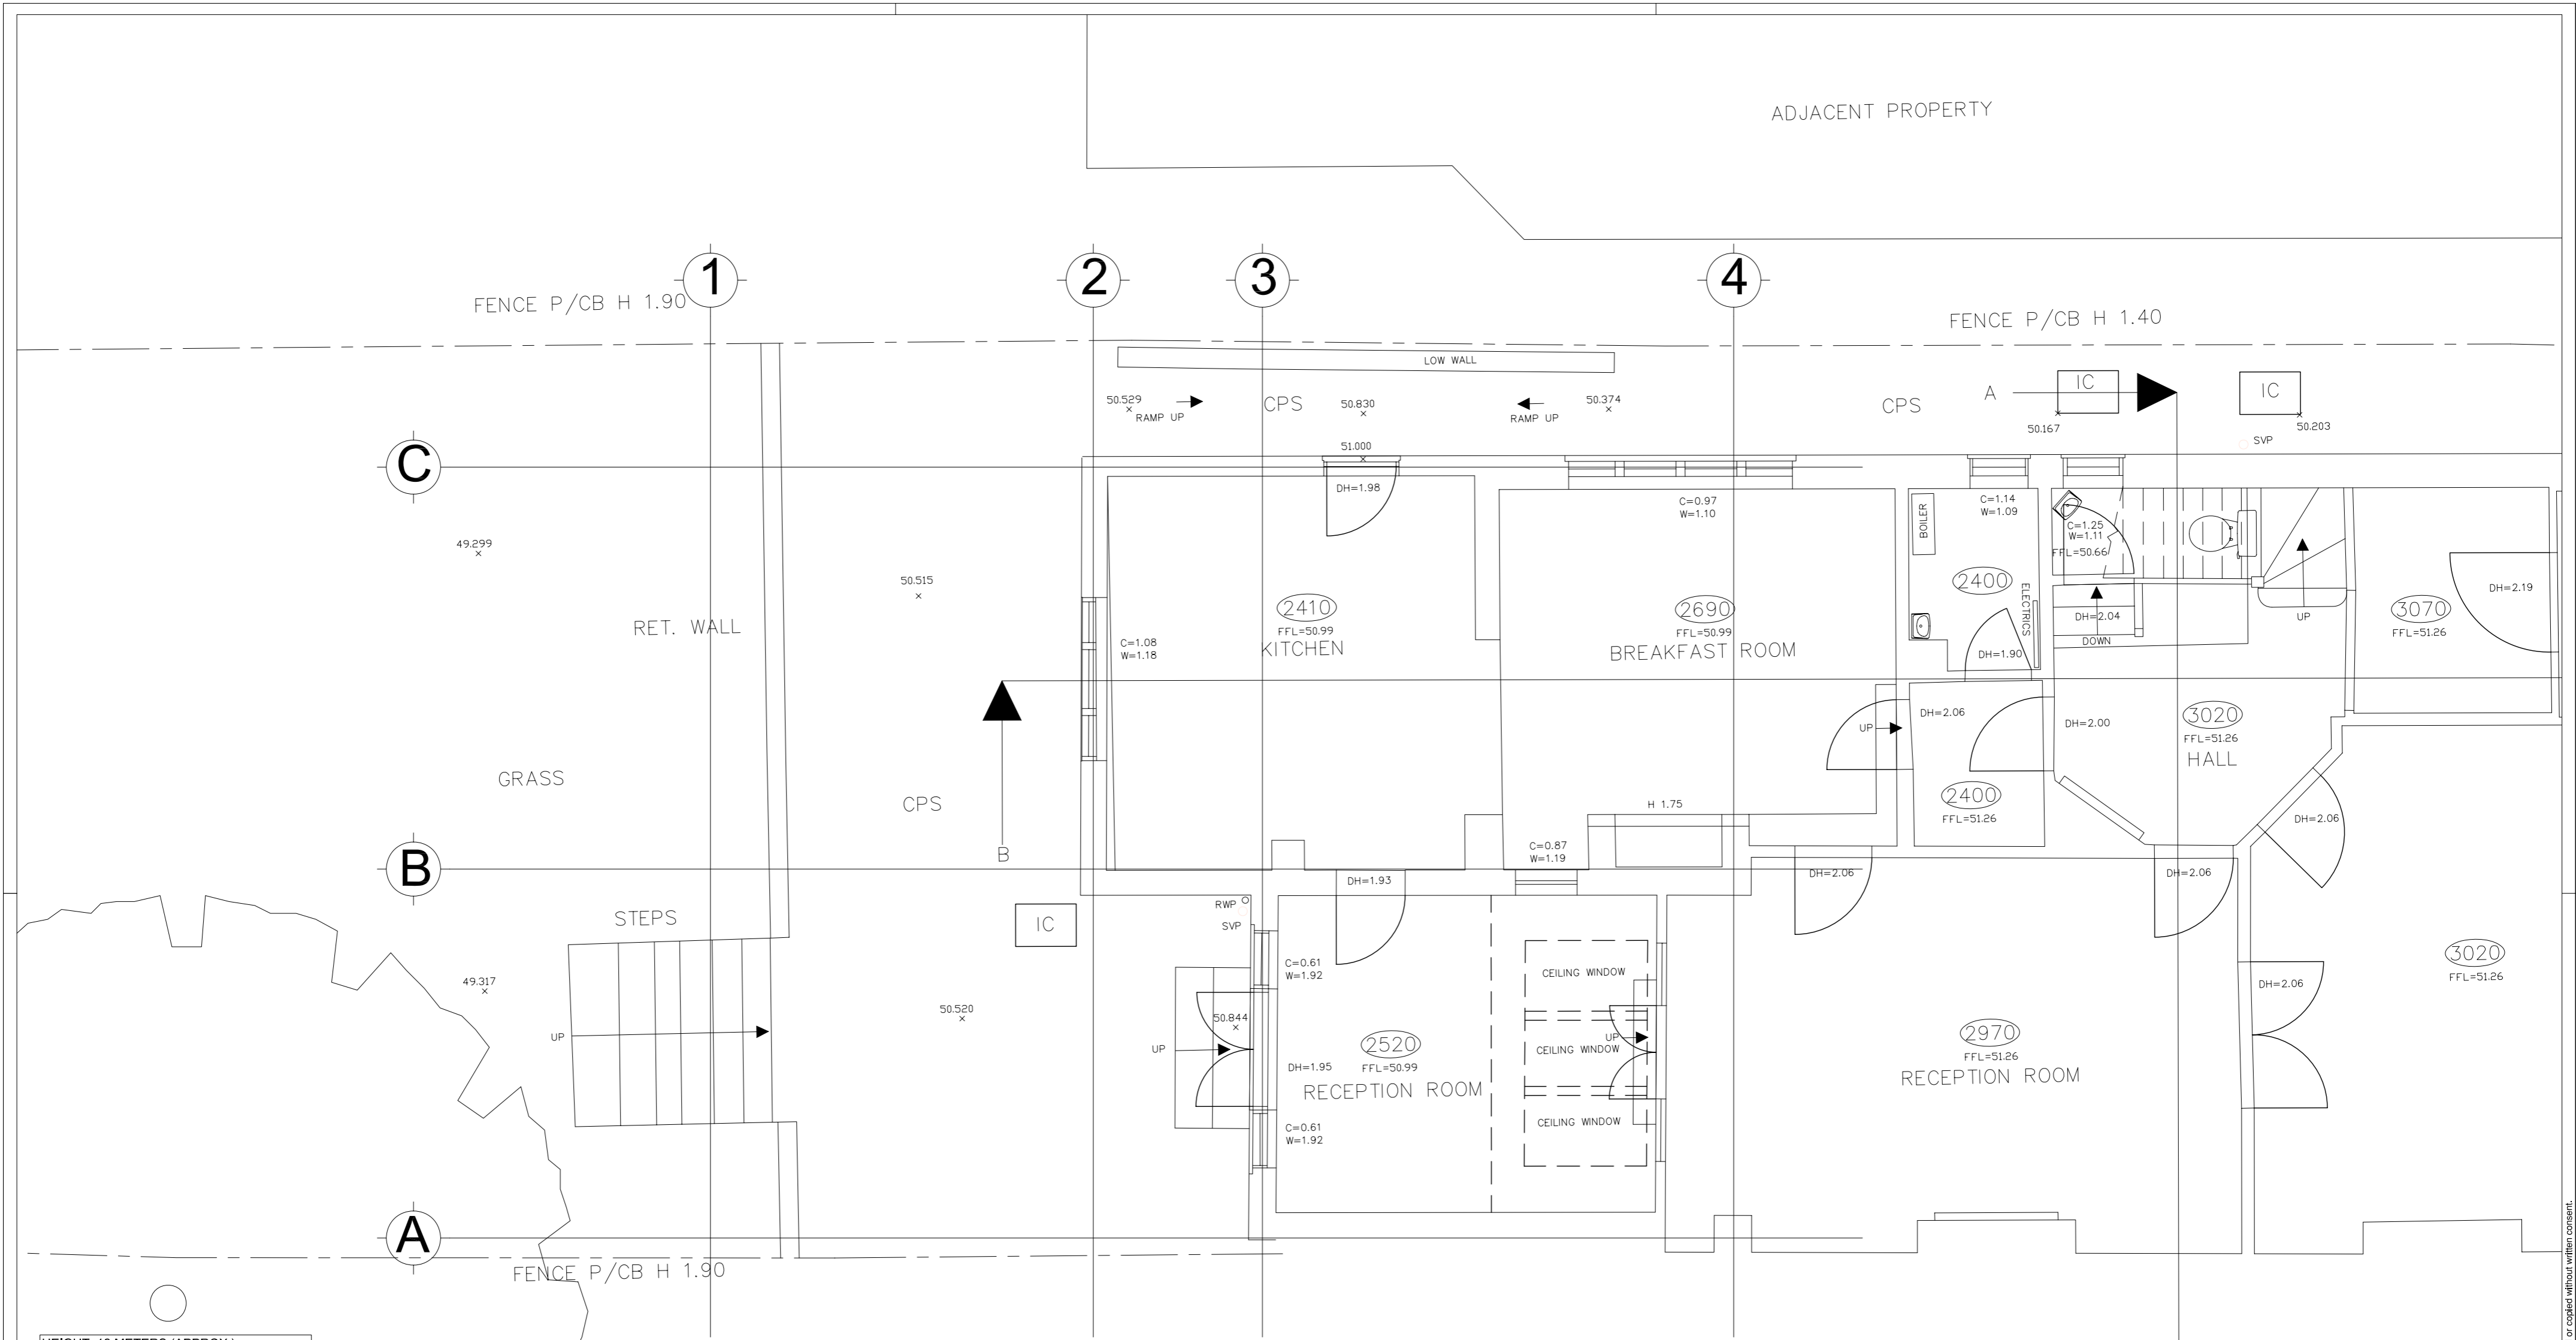 ADJACENT PROPERTY
1
2
3
4
FENCE P/CB H 1.90
FENCE P/CB H 1.40
LOW WALL
50.529
RAMP UP
CPS
50.830
RAMP UP
50.374
CPS
A
IC
50.167
IC
50.203
SVP
51.000
C
DH=1.98
C=0.97
W=1.10
BOILER
C=1.14
W=1.09
C=1.25
W=1.11
FFL=50.66
49.299
50.515
2400
ELECTRICS
DH=2.19
RET. WALL
2410
FFL=50.99
KITCHEN
2690
FFL=50.99
BREAKFAST ROOM
DH=2.04
DOWN
UP
3070
FFL=51.26
C=1.08
W=1.18
DH=1.90
DH=2.06
UP
DH=2.00
3020
FFL=51.26
HALL
GRASS
CPS
B
H 1.75
2400
FFL=51.26
DH=2.06
C=0.87
W=1.19
B
DH=1.93
DH=2.06
DH=2.06
STEPS
IC
RWP
SVP
49.317
50.520
C=0.61
W=1.92
CEILING WINDOW
DH=2.06
3020
FFL=51.26
UP
UP
50.844
DH=1.95
2520
FFL=50.99
RECEPTION ROOM
CEILING WINDOW
UP
2970
FFL=51.26
RECEPTION ROOM
C=0.61
W=1.92
CEILING WINDOW
A
FENCE P/CB H 1.90
or copied without written consent.
HEIGHT: 10 METERS (APPROX.)